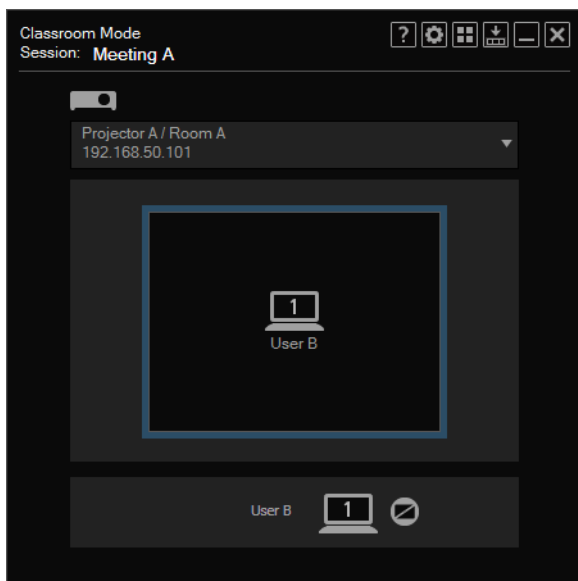 Classroom Mode
Session: Meeting A
?
Projector A / Room A
192.168.50.101
1
User B
User B
1